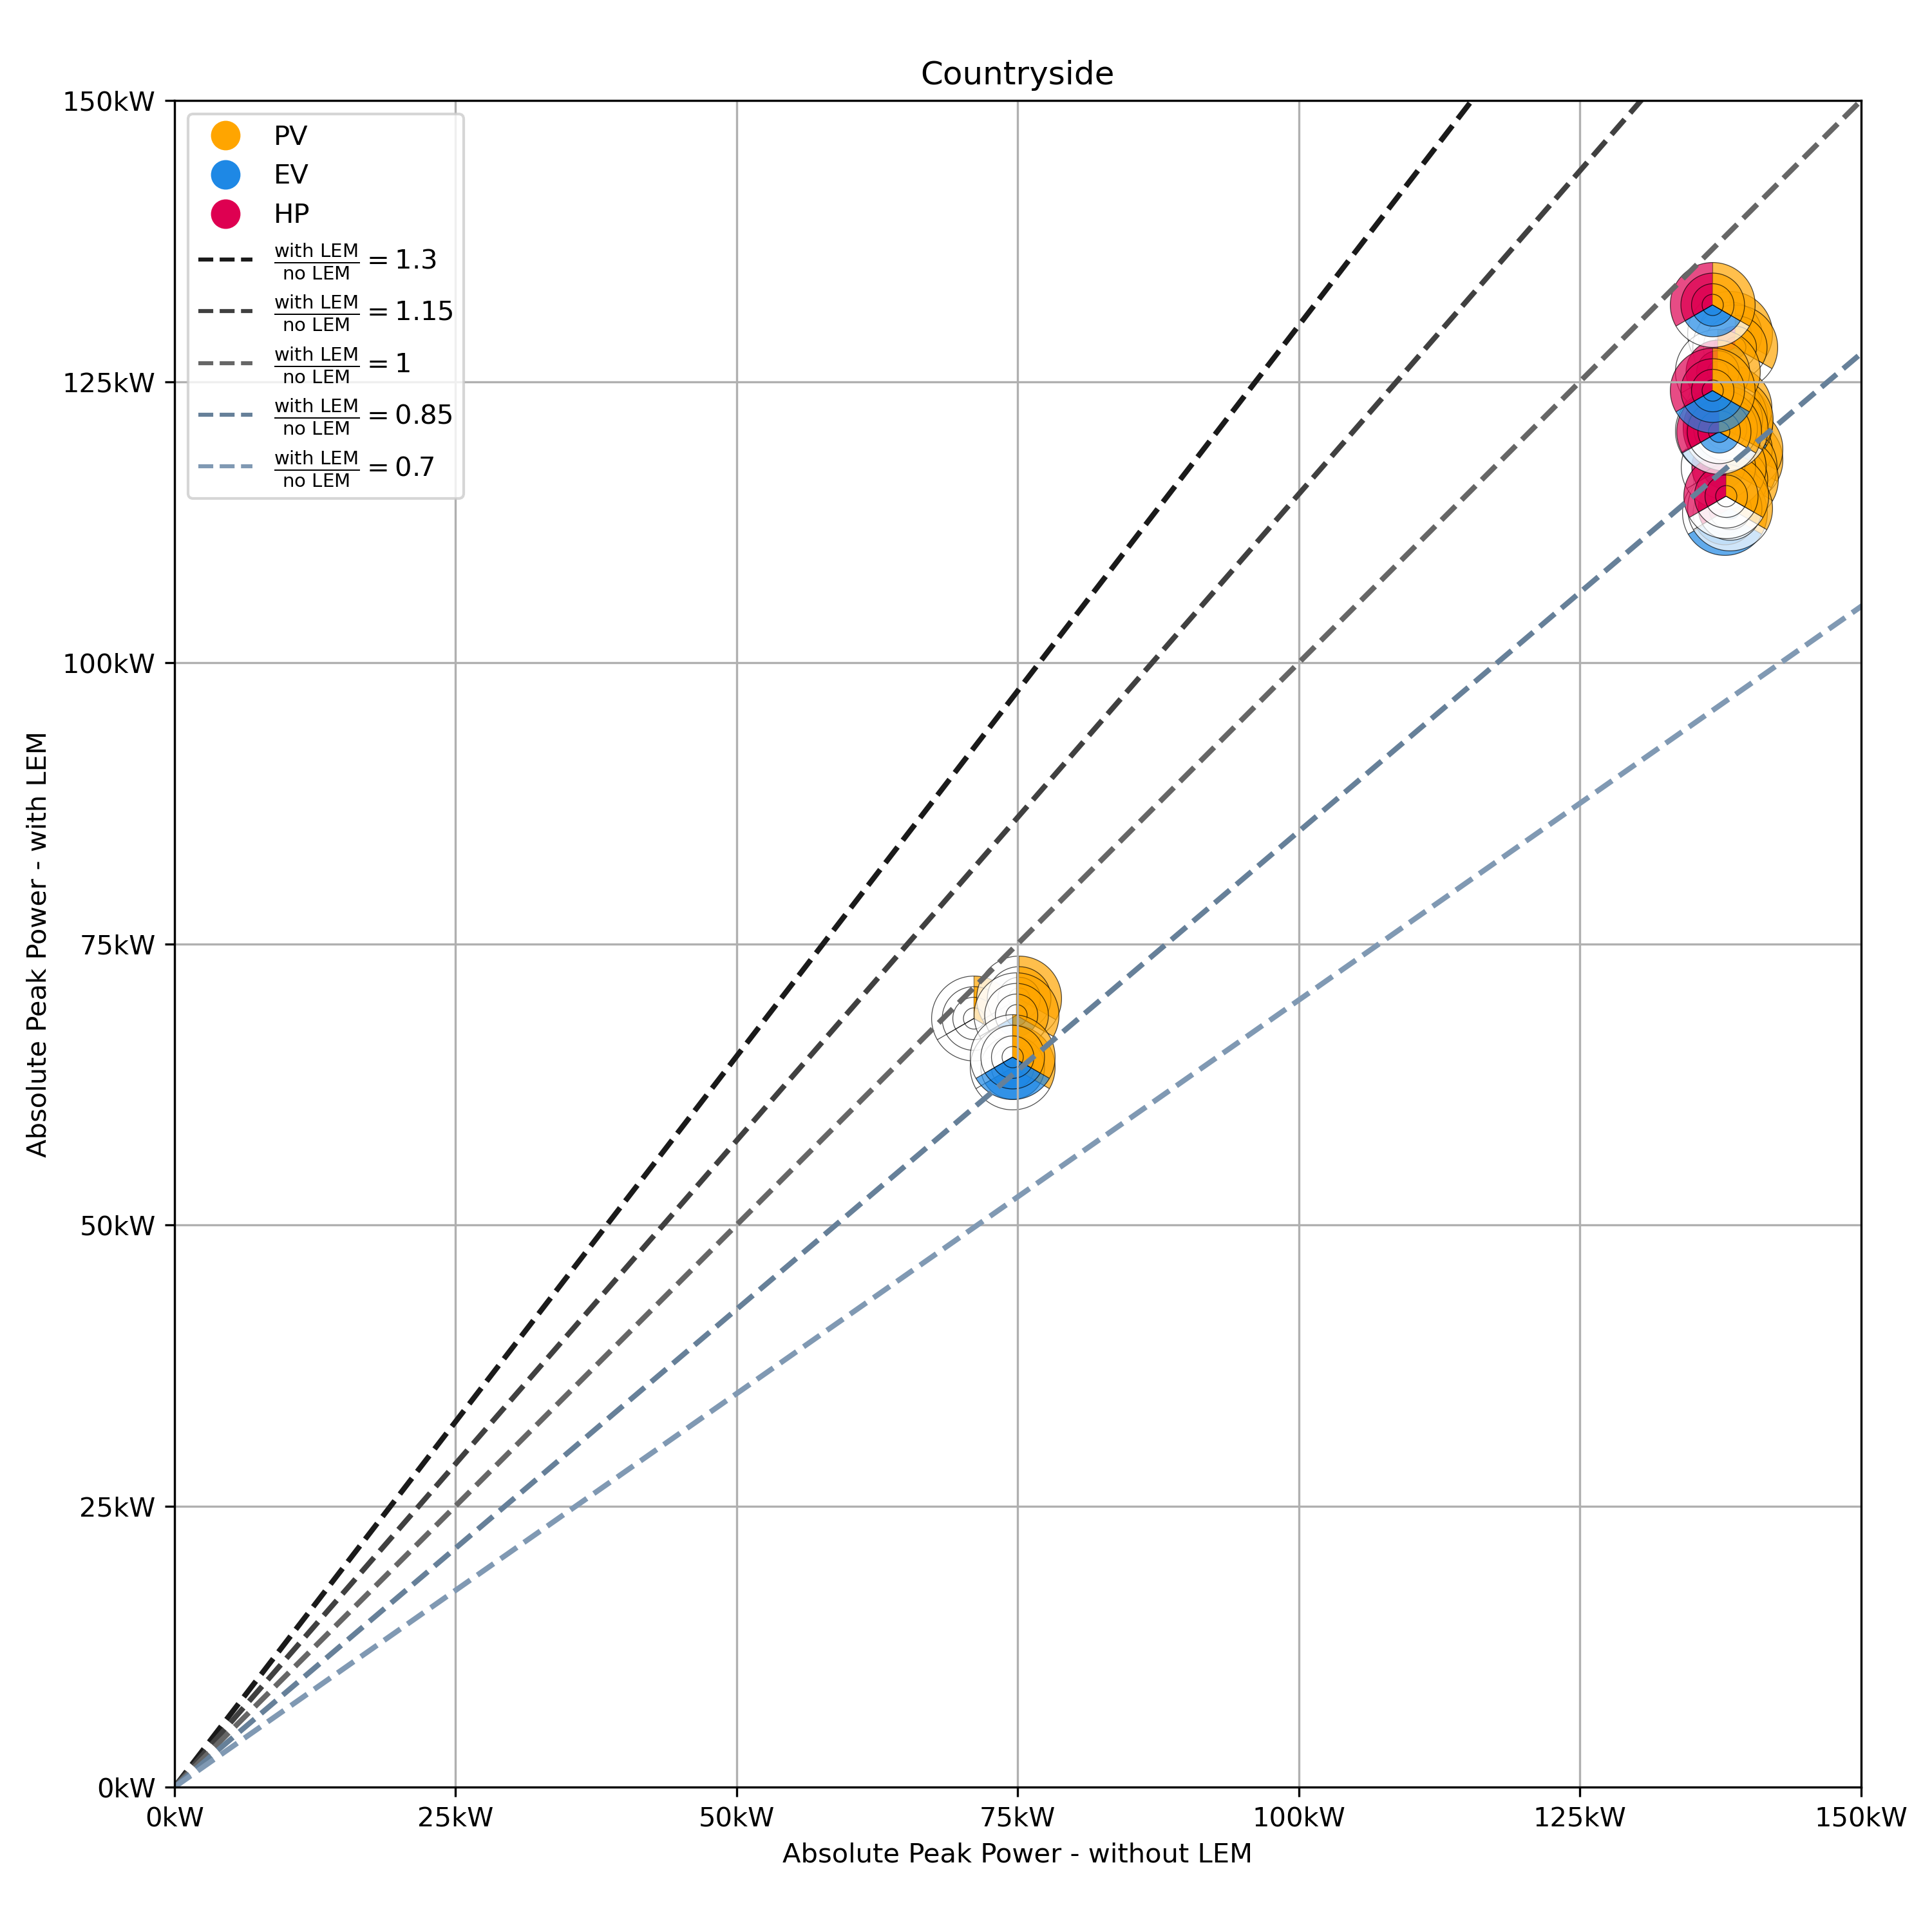 Countryside
150kW
125kW
100kW
75kW
50kW
25kW
0kW
Absolute Peak Power - with LEM
PV
EV
HP
with LEM / no LEM = 1.3
with LEM / no LEM = 1.15
with LEM / no LEM = 1
with LEM / no LEM = 0.85
with LEM / no LEM = 0.7
0kW 25kW 50kW 75kW 100kW 125kW 150kW
Absolute Peak Power - without LEM